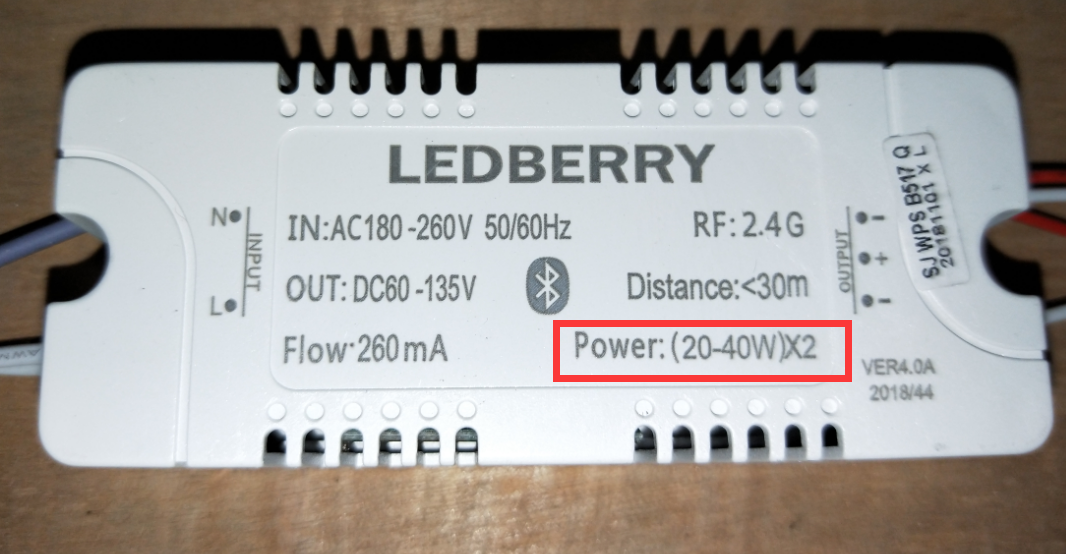 LEDBERRY
IN:AC180-260V 50/60Hz
RF: 2.4G
OUT: DC60-135V
Distance:<30m
Flow:260mA
Power:(20-40W)X2
N
INPUT
L
OUTPUT
-
+
-
SJ WPS B517 Q
20181101 X L
VER4.0A
2018/44